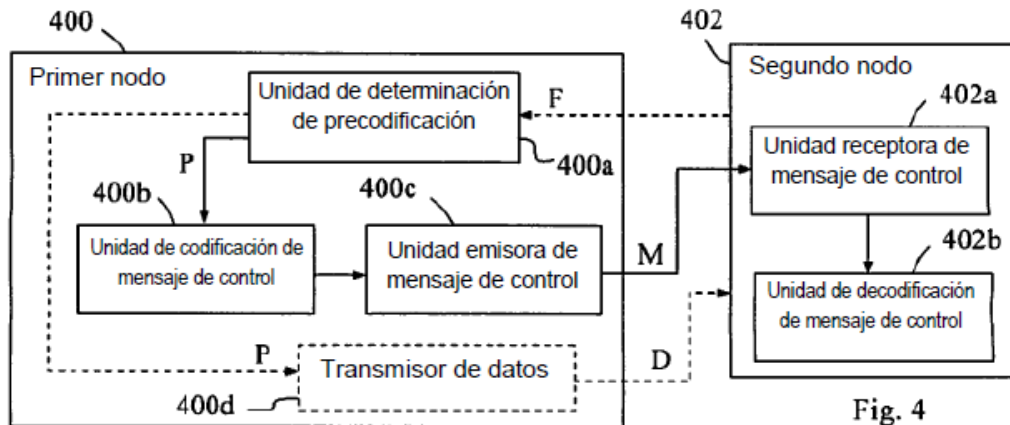 400
402
Primer nodo
Segundo nodo
Unidad de determinación
de precodificación
F
402a
P
400a
Unidad receptora de
mensaje de control
400b
400c
Unidad de codificación de
mensaje de control
Unidad emisora de
mensaje de control
M
402b
Unidad de decodificación
de mensaje de control
P
Transmisor de datos
D
400d
Fig. 4